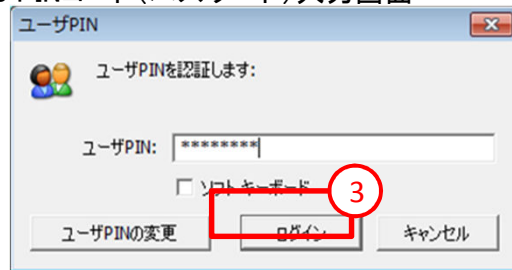 ユーザPIN
ユーザPINを認証します:
ユーザPIN: ********
ソフトキーボード
3
ユーザPINの変更
ログイン
キャンセル